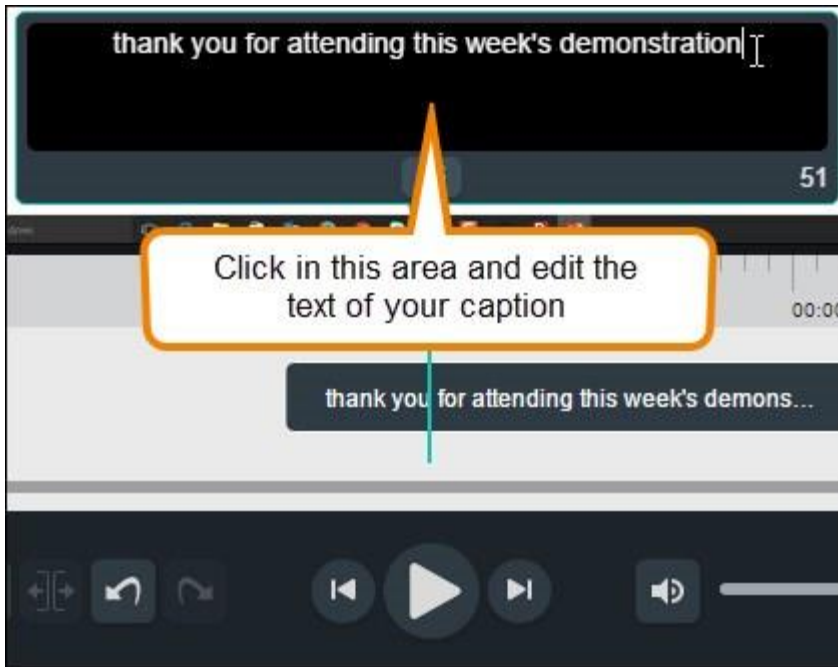 thank you for attending this week's demonstration
51
Click in this area and edit the
text of your caption
00:00
thank you for attending this week's demons...